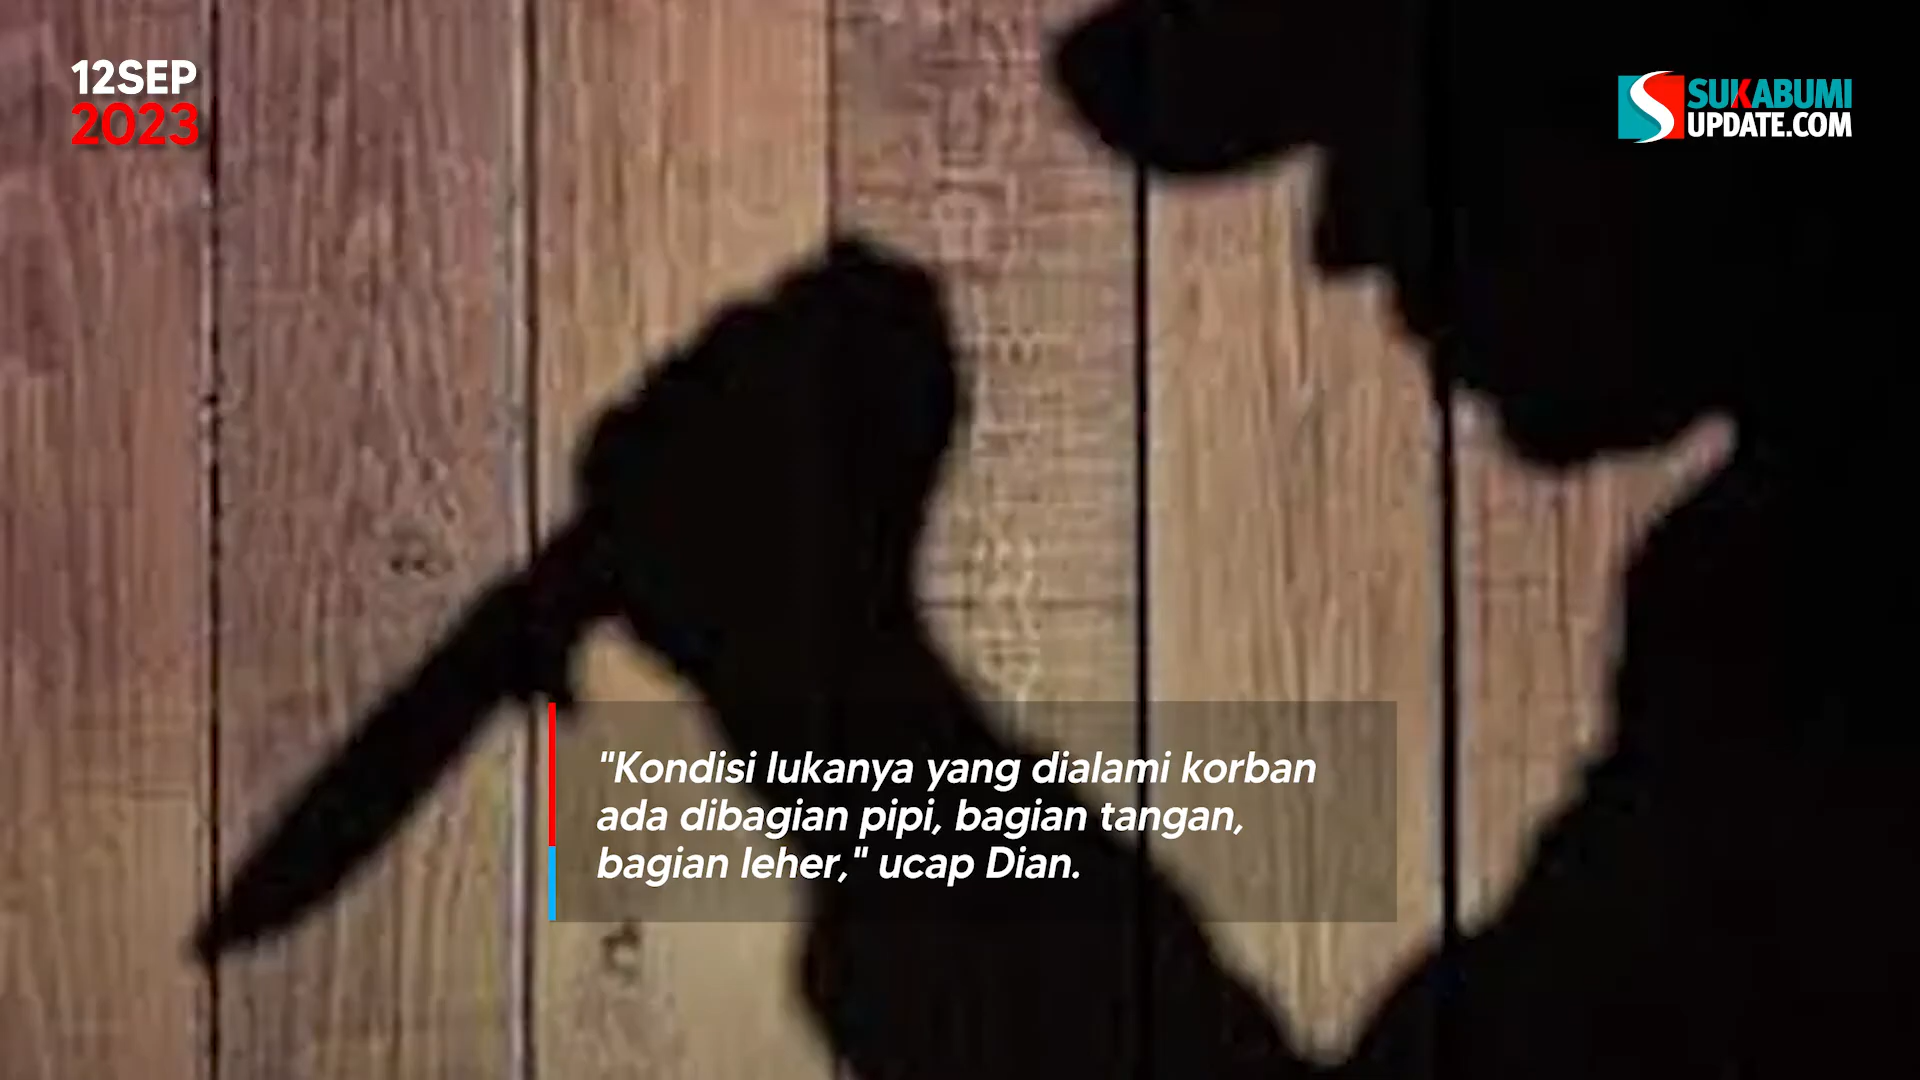 12SEP
2023
SUKABUMI
UPDATE.COM
"Kondisi lukanya yang dialami korban
ada dibagian pipi, bagian tangan,
bagian leher," ucap Dian.